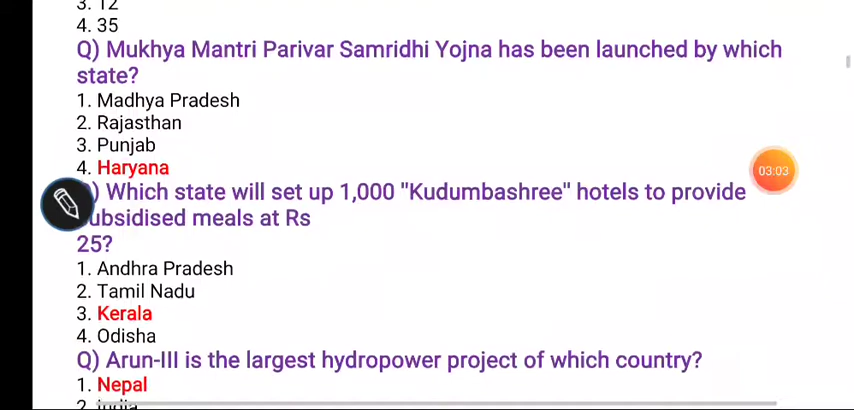 3. 12
4. 35
Q) Mukhya Mantri Parivar Samridhi Yojna has been launched by which
state?
1. Madhya Pradesh
2. Rajasthan
3. Punjab
4. Haryana
03:03
) Which state will set up 1,000 "Kudumbashree" hotels to provide
ubsidised meals at Rs
25?
1. Andhra Pradesh
2. Tamil Nadu
3. Kerala
4. Odisha
Q) Arun-III is the largest hydropower project of which country?
1. Nepal
2. India